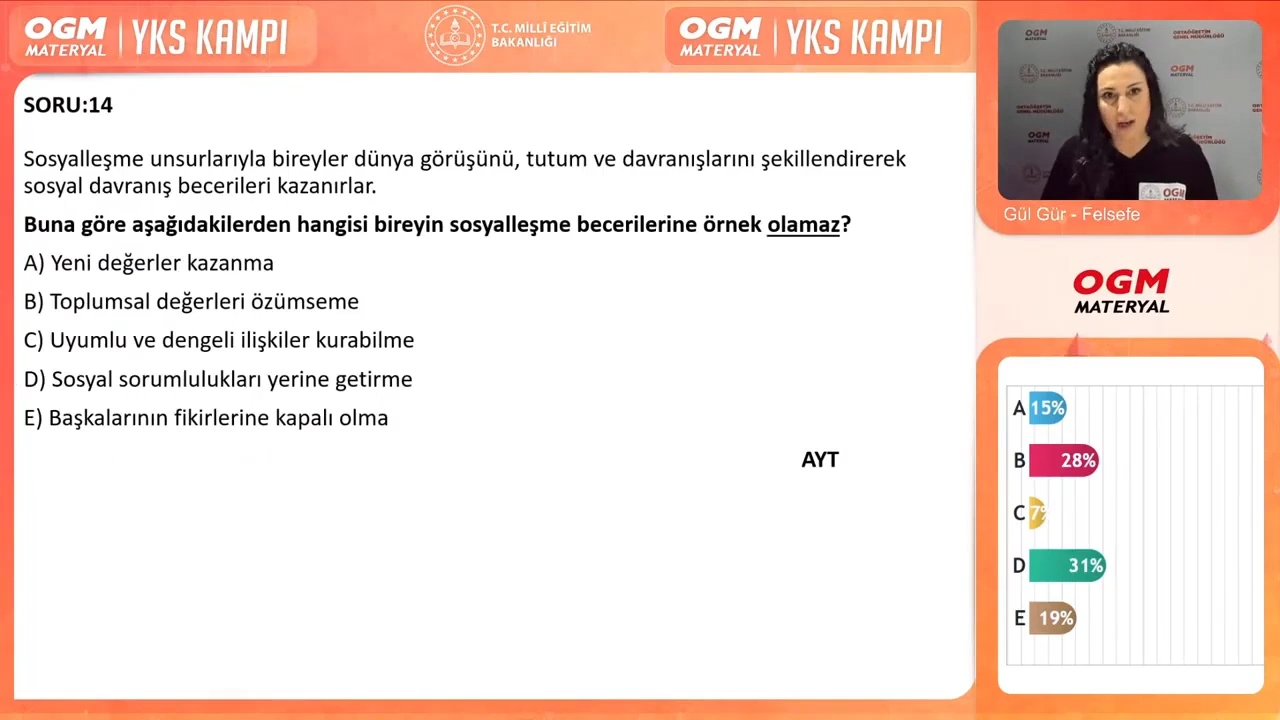 OGM
MATERYAL
YKS KAMPI
T.C. MİLLÎ EĞİTİM
BAKANLIĞI
OGM
MATERYAL
YKS KAMPI
SORU:14
Sosyalleşme unsurlarıyla bireyler dünya görüşünü, tutum ve davranışlarını şekillendirerek
sosyal davranış becerileri kazanırlar.
Buna göre aşağıdakilerden hangisi bireyin sosyalleşme becerilerine örnek olamaz?
A) Yeni değerler kazanma
B) Toplumsal değerleri özümseme
C) Uyumlu ve dengeli ilişkiler kurabilme
D) Sosyal sorumlulukları yerine getirme
E) Başkalarının fikirlerine kapalı olma
AYT
Gül Gür - Felsefe
OGM
MATERYAL
A 15%
B 28%
C 7%
D 31%
E 19%